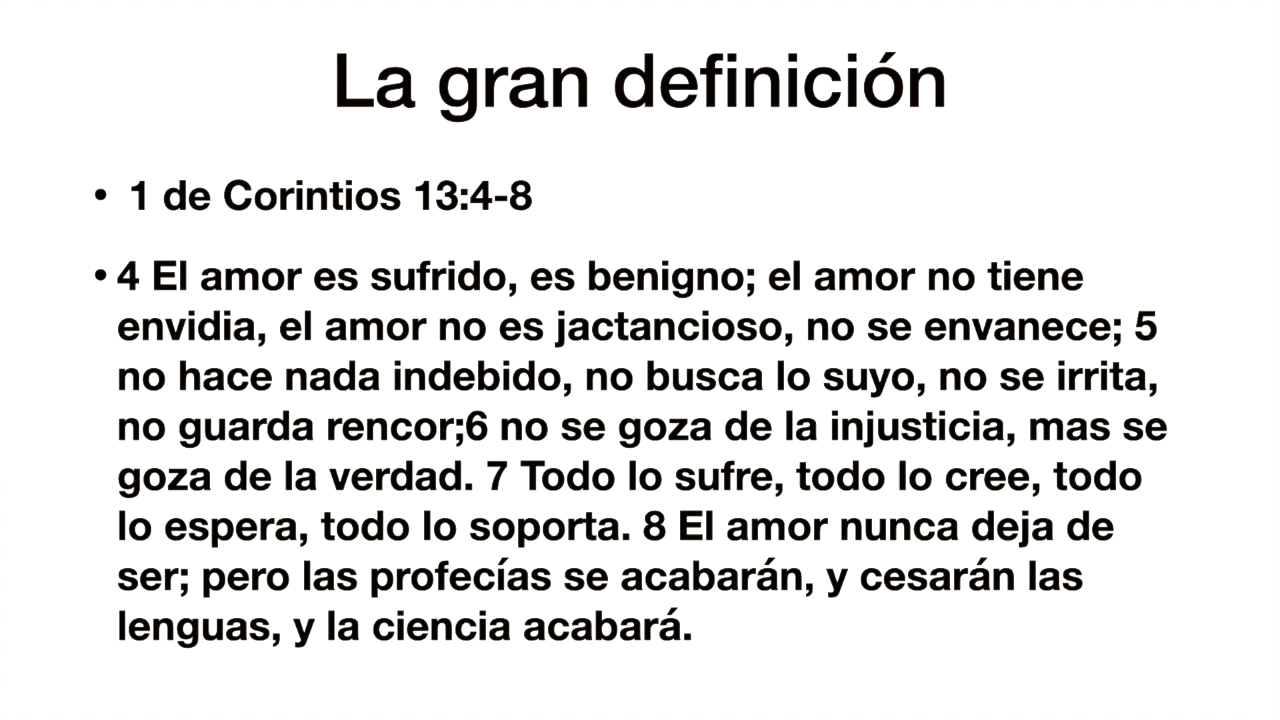 La gran definición
• 1 de Corintios 13:4-8
• 4 El amor es sufrido, es benigno; el amor no tiene
envidia, el amor no es jactancioso, no se envanece; 5
no hace nada indebido, no busca lo suyo, no se irrita,
no guarda rencor;6 no se goza de la injusticia, mas se
goza de la verdad. 7 Todo lo sufre, todo lo cree, todo
lo espera, todo lo soporta. 8 El amor nunca deja de
ser; pero las profecías se acabarán, y cesarán las
lenguas, y la ciencia acabará.